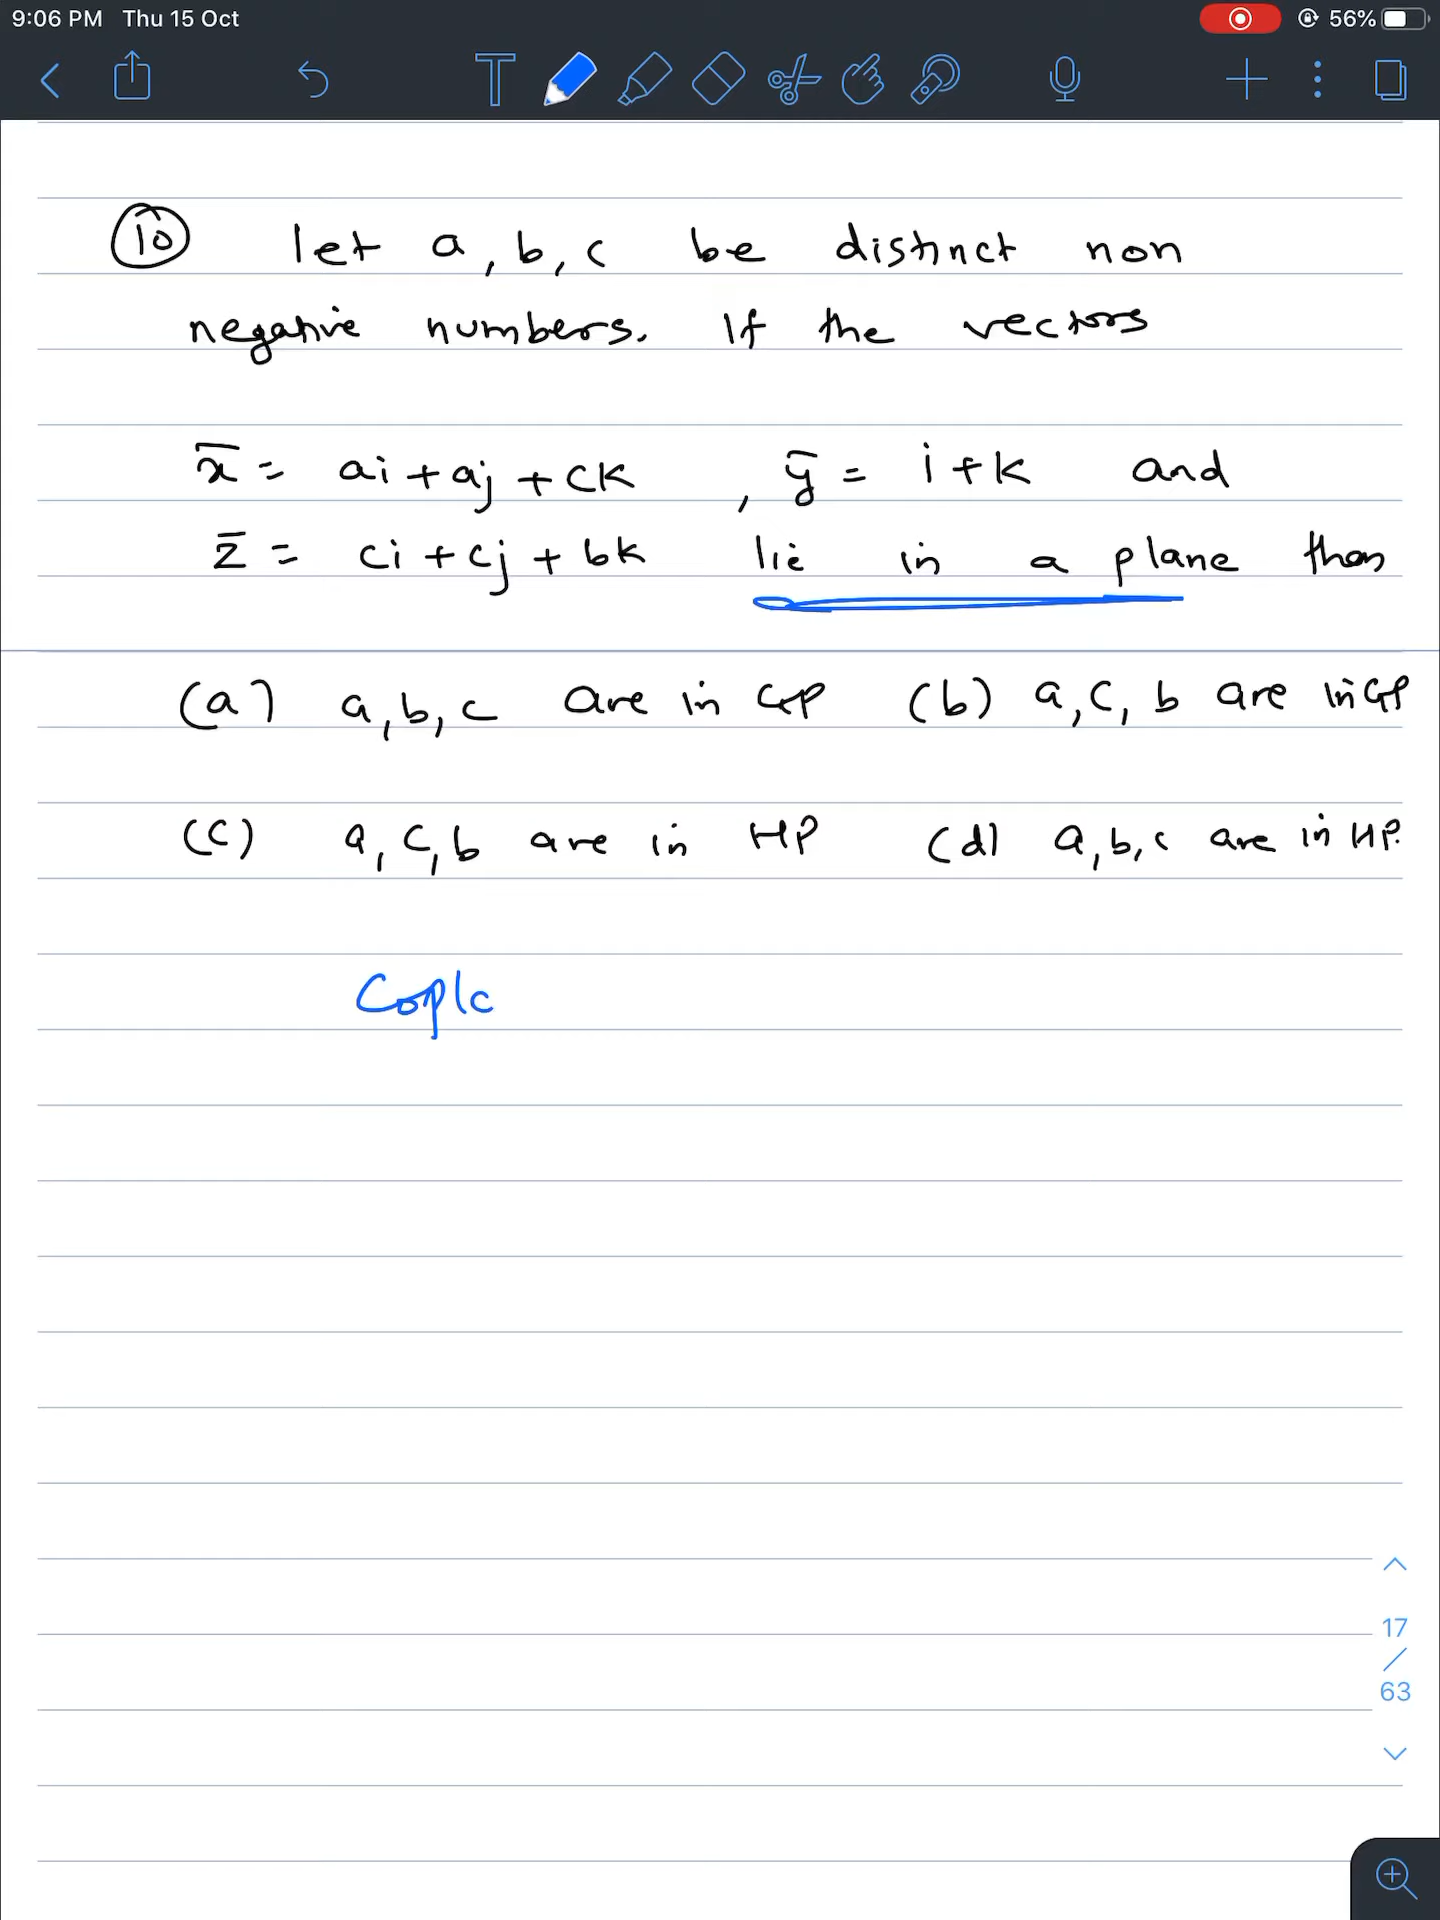 9:06 PM Thu 15 Oct 56%
T
10 let a, b, c be distinct non
negative numbers. If the vectors
x̄ = ai + aj + ck , ȳ = i + k and
z̄ = ci + cj + bk lie in a plane then
(a) a, b, c are in GP (b) a, c, b are in GP
(c) a, c, b are in HP (d) a, b, c are in HP.
Copla
17
/
63